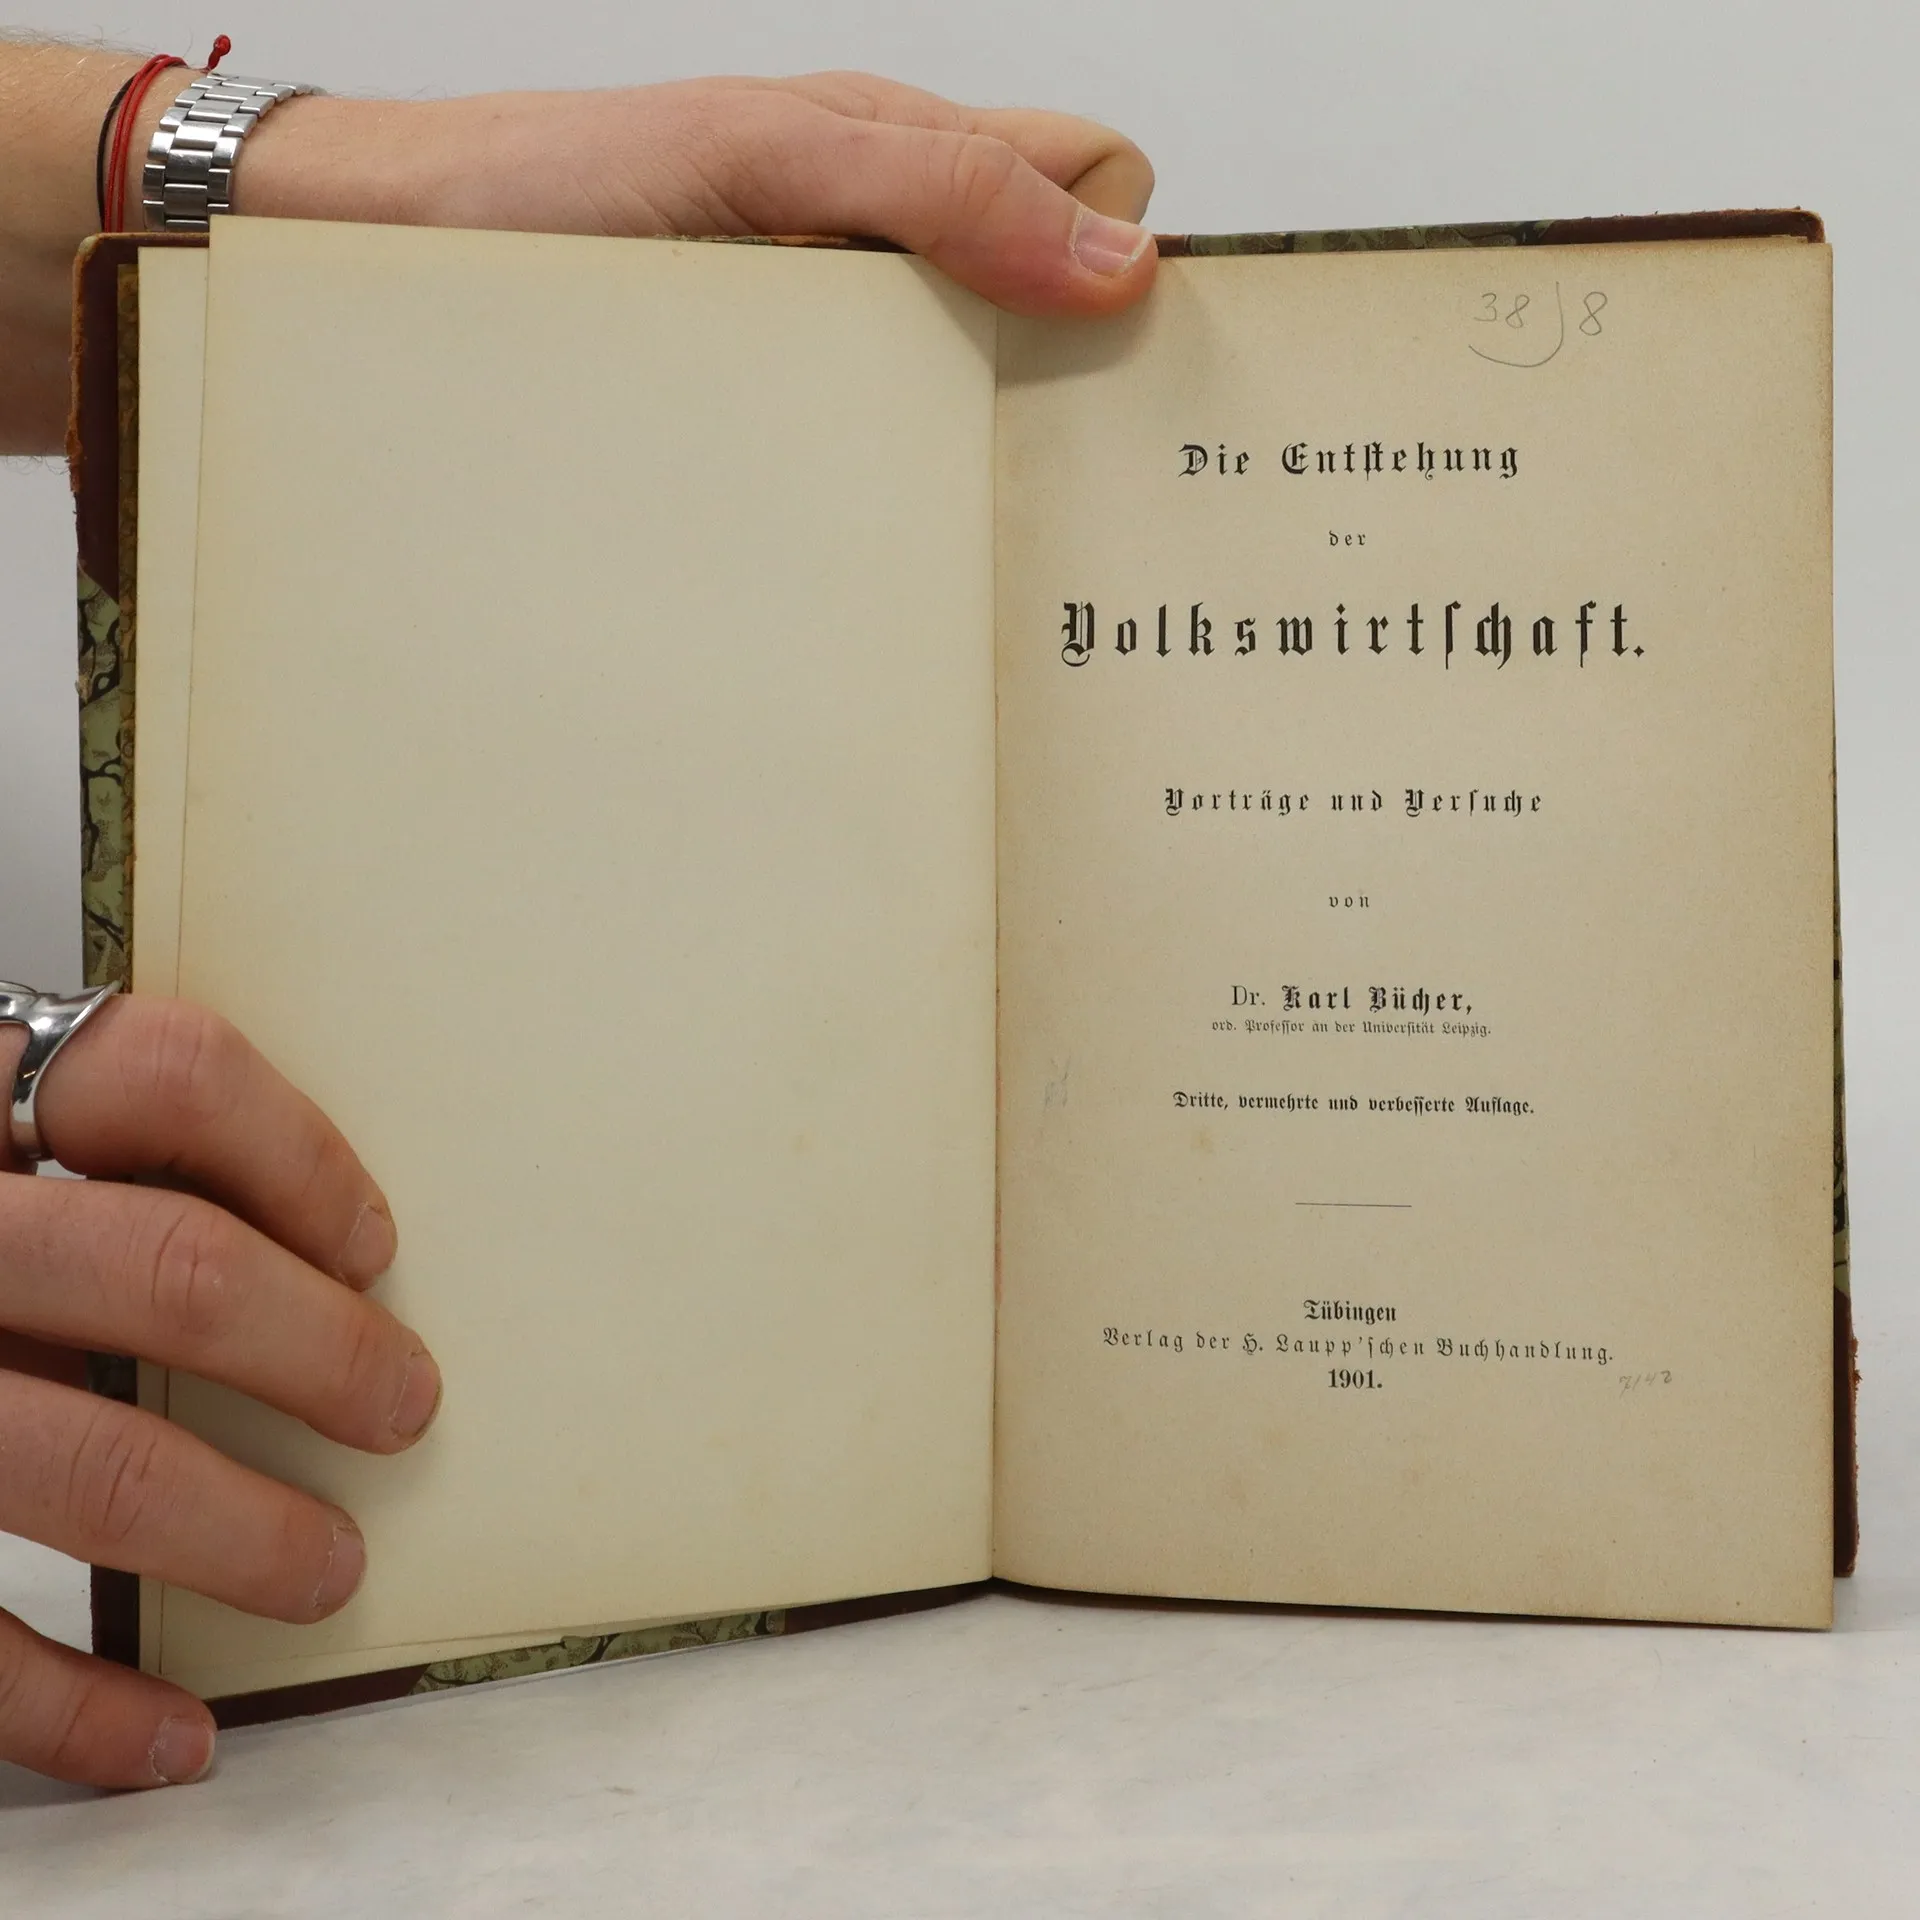 38 8
Die Entstehung
der
Volkswirtschaft.
Vorträge und Versuche
von
Dr. Karl Bücher,
ord. Professor an der Universität Leipzig.
Dritte, vermehrte und verbesserte Auflage.
Tübingen
Verlag der H. Laupp'schen Buchhandlung.
1901.